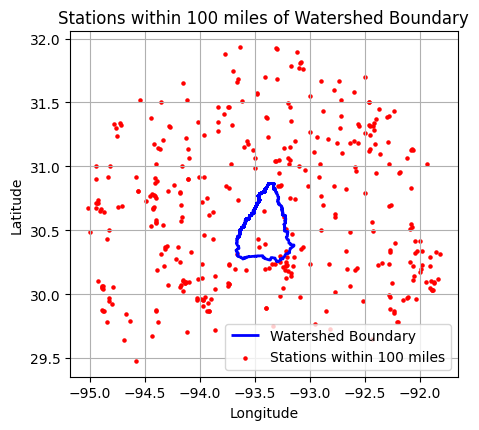 Stations within 100 miles of Watershed Boundary
32.0
31.5
31.0
30.5
30.0
29.5
Latitude
−95.0 −94.5 −94.0 −93.5 −93.0 −92.5 −92.0
Longitude
Watershed Boundary
Stations within 100 miles